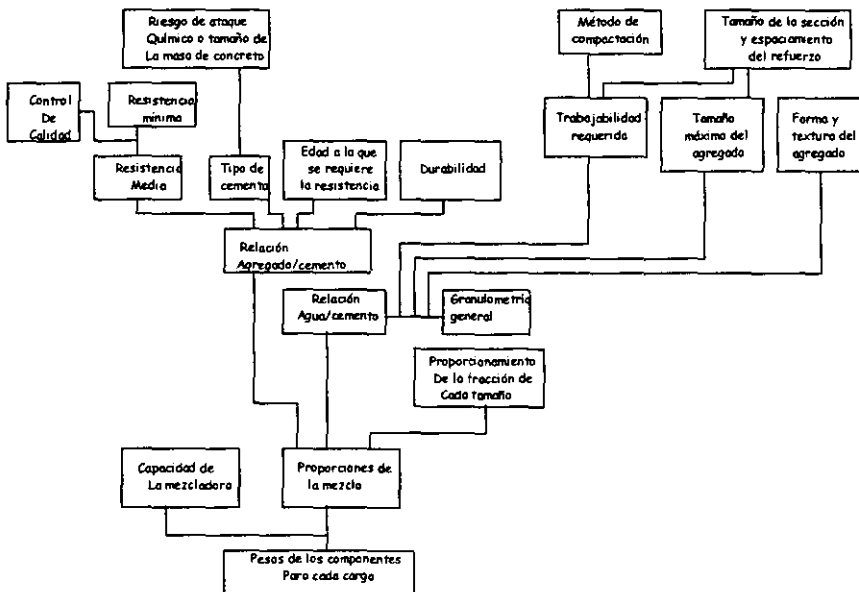 Riesgo de ataque
Químico o tamaño de
La masa de concreto
Método de
compactación
Tamaño de la sección
y espaciamiento
del refuerzo
Control
De
Calidad
Resistencia
mínima
Trabajabilidad
requerida
Tamaño
máximo del
agregado
Forma y
textura del
agregado
Resistencia
Media
Tipo de
cemento
Edad a la que
se requiere
la resistencia
Durabilidad
Relación
Agregado/cemento
Relación
Agua/cemento
Granulometría
general
Proporcionamiento
De la fracción de
Cada tamaño
Capacidad de
La mezcladora
Proporciones de
la mezcla
Pesos de los componentes
Para cada carga